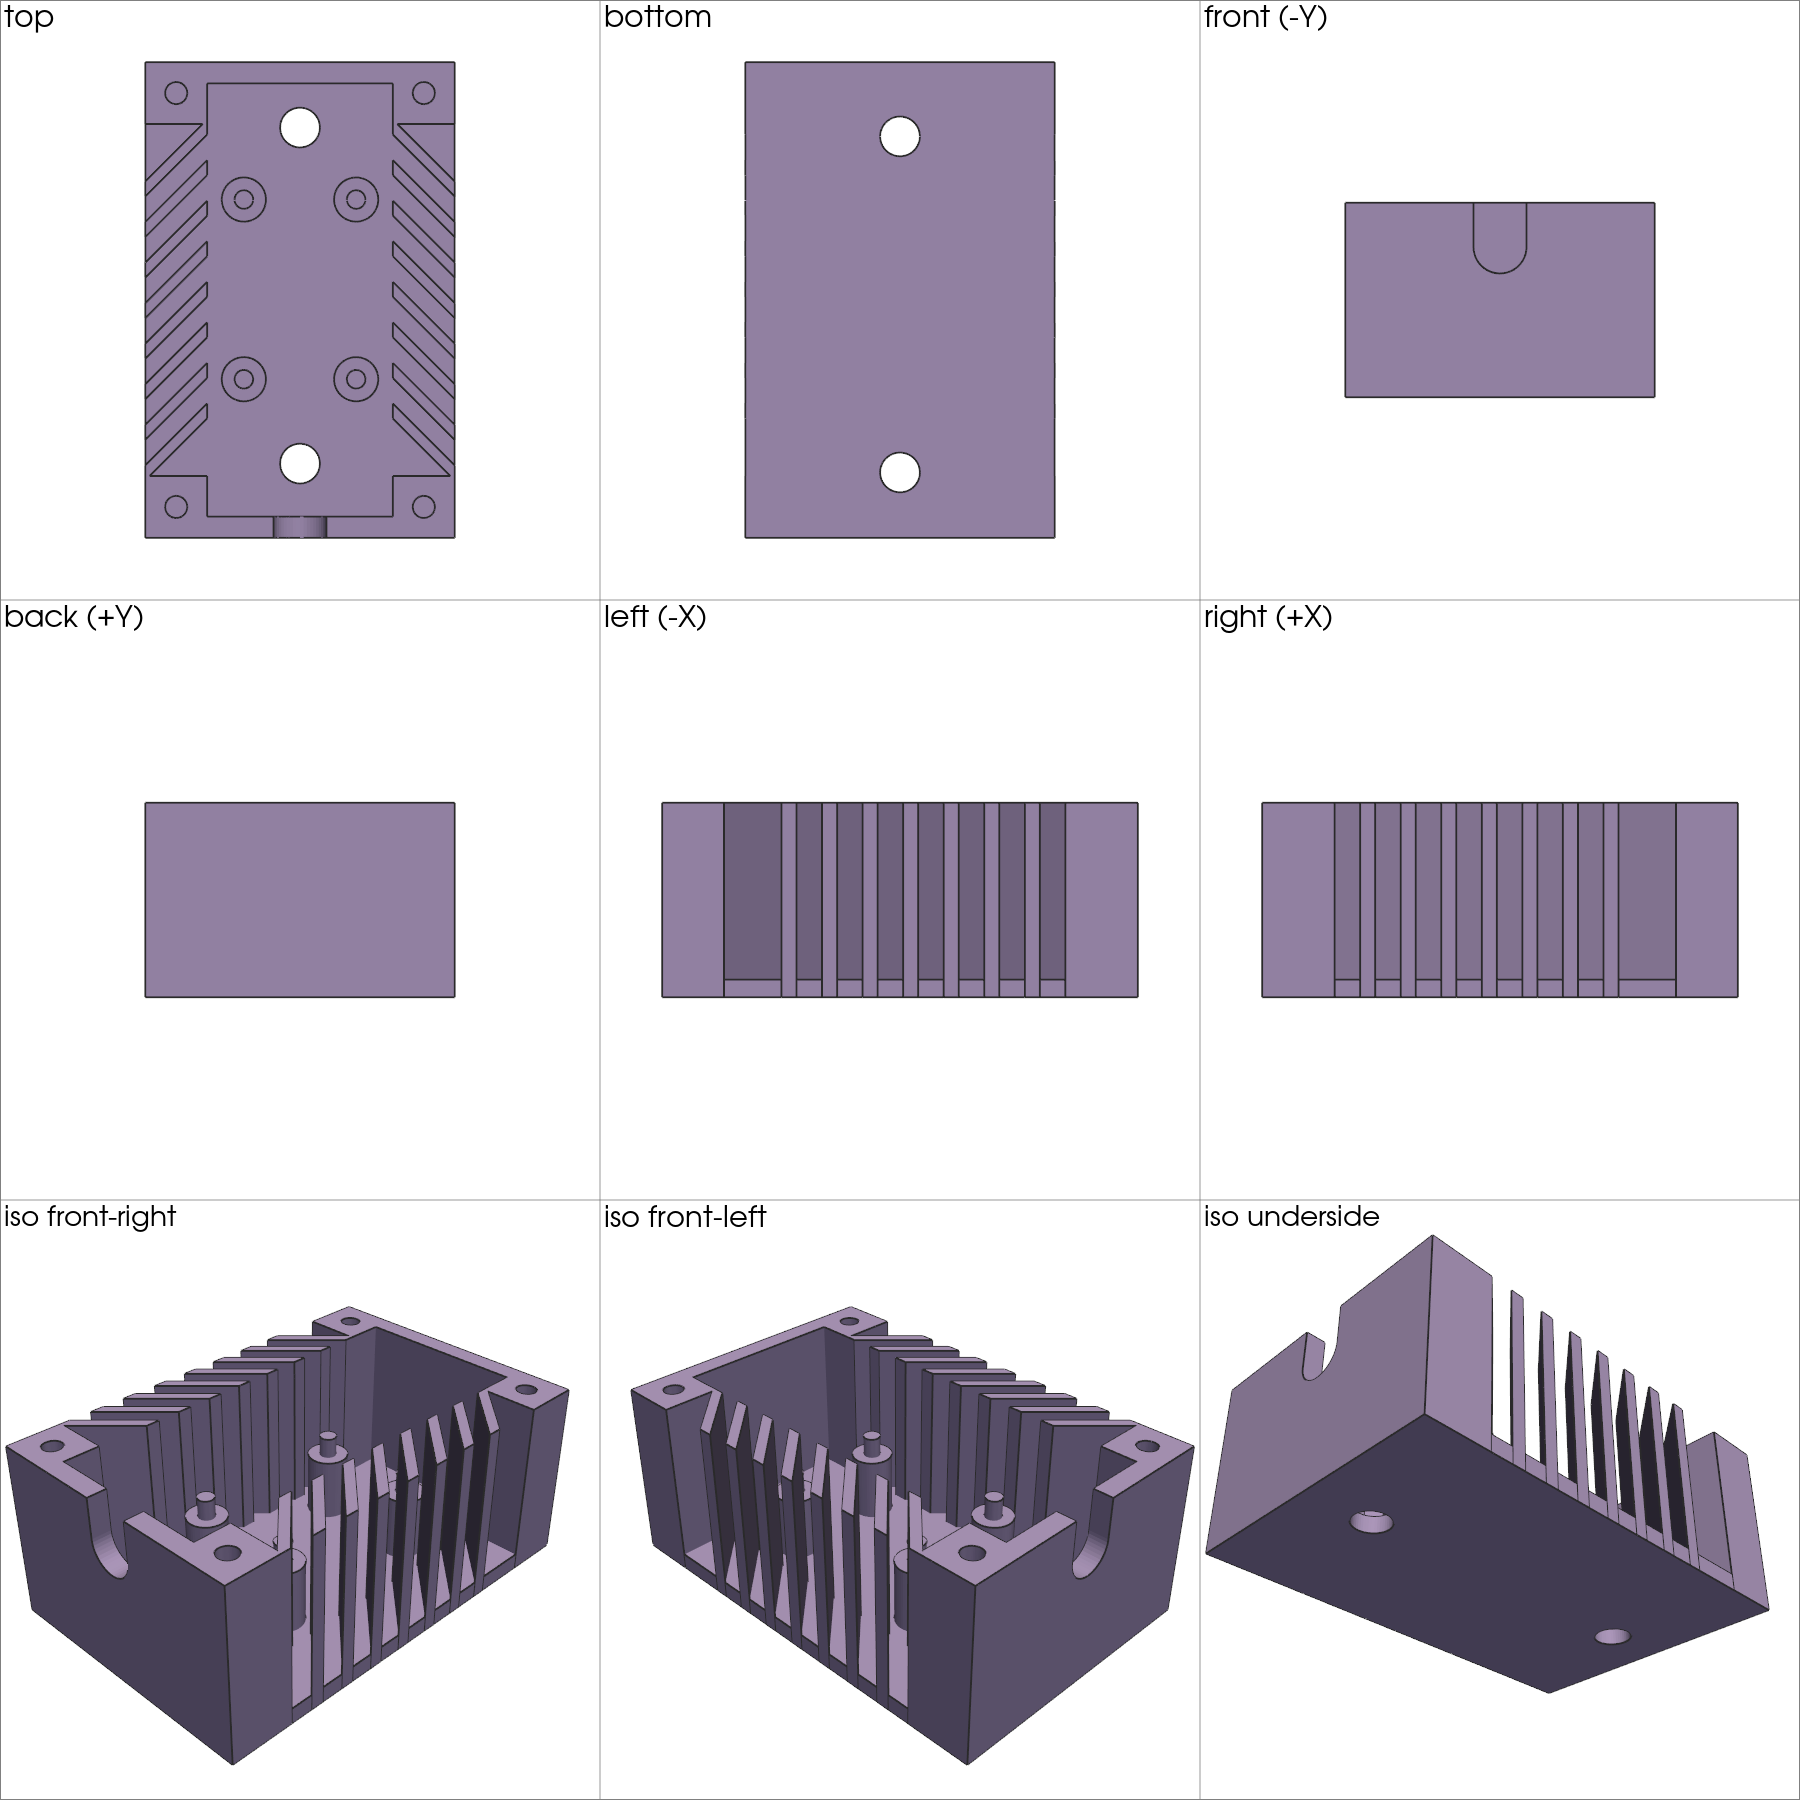 top
bottom
front (-Y)
back (+Y)
left (-X)
right (+X)
iso front-right
iso front-left
iso underside